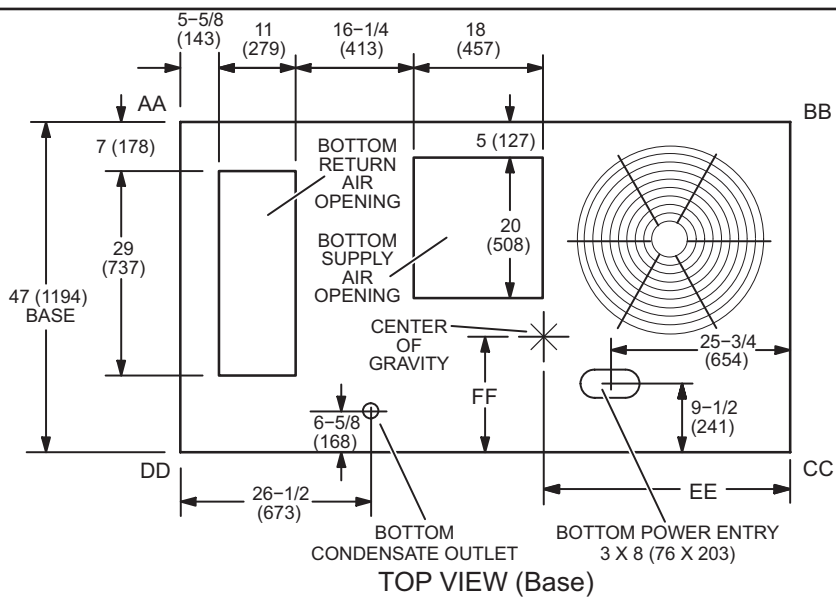 5−5/8
(143)
11
(279)
16−1/4
(413)
18
(457)
AA
BB
7 (178)
BOTTOM
RETURN
AIR
OPENING
5 (127)
29
(737)
20
(508)
BOTTOM
SUPPLY
AIR
OPENING
47 (1194)
BASE
CENTER
OF
GRAVITY
25−3/4
(654)
FF
9−1/2
(241)
6−5/8
(168)
DD
CC
26−1/2
(673)
EE
BOTTOM
CONDENSATE OUTLET
BOTTOM POWER ENTRY
3 X 8 (76 X 203)
TOP VIEW (Base)